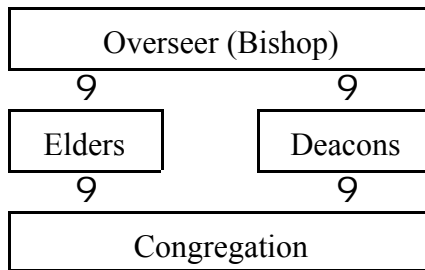 Overseer (Bishop)
9 9
Elders Deacons
9 9
Congregation